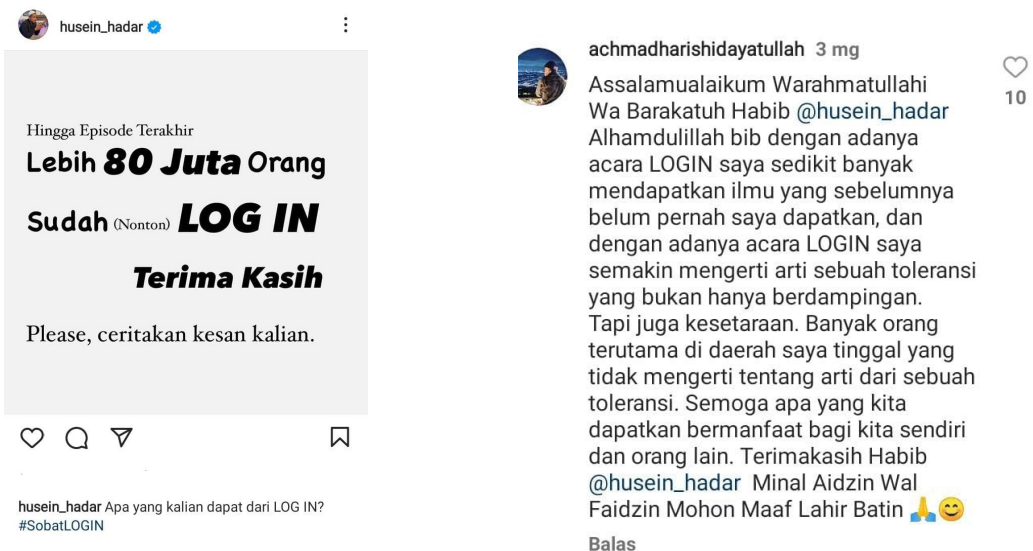 husein_hadar
Hingga Episode Terakhir
Lebih 80 Juta Orang
Sudah (Nonton) LOG IN
Terima Kasih
Please, ceritakan kesan kalian.
husein_hadar Apa yang kalian dapat dari LOG IN?
#SobatLOGIN
achmadharishidayatullah 3 mg
Assalamualaikum Warahmatullahi
Wa Barakatuh Habib @husein_hadar
Alhamdulillah bib dengan adanya
acara LOGIN saya sedikit banyak
mendapatkan ilmu yang sebelumnya
belum pernah saya dapatkan, dan
dengan adanya acara LOGIN saya
semakin mengerti arti sebuah toleransi
yang bukan hanya berdampingan.
Tapi juga kesetaraan. Banyak orang
terutama di daerah saya tinggal yang
tidak mengerti tentang arti dari sebuah
toleransi. Semoga apa yang kita
dapatkan bermanfaat bagi kita sendiri
dan orang lain. Terimakasih Habib
@husein_hadar Minal Aidzin Wal
Faidzin Mohon Maaf Lahir Batin 🙏😊
10
Balas